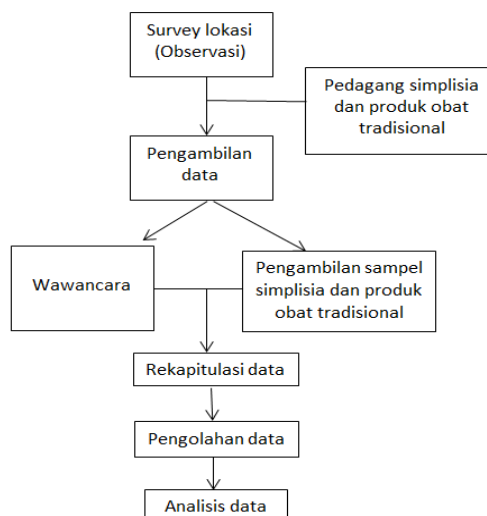 Survey lokasi
(Observasi)
Pedagang simplisia
dan produk obat
tradisional
Pengambilan
data
Wawancara
Pengambilan sampel
simplisia dan produk
obat tradisional
Rekapitulasi data
Pengolahan data
Analisis data